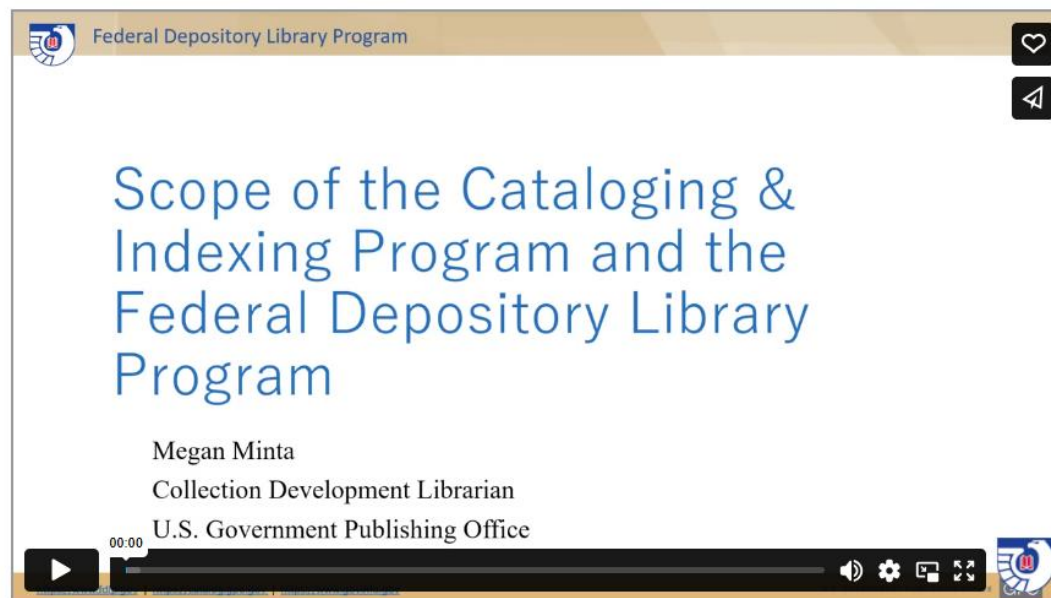 Federal Depository Library Program
Scope of the Cataloging &
Indexing Program and the
Federal Depository Library
Program
Megan Minta
Collection Development Librarian
U.S. Government Publishing Office
00:00